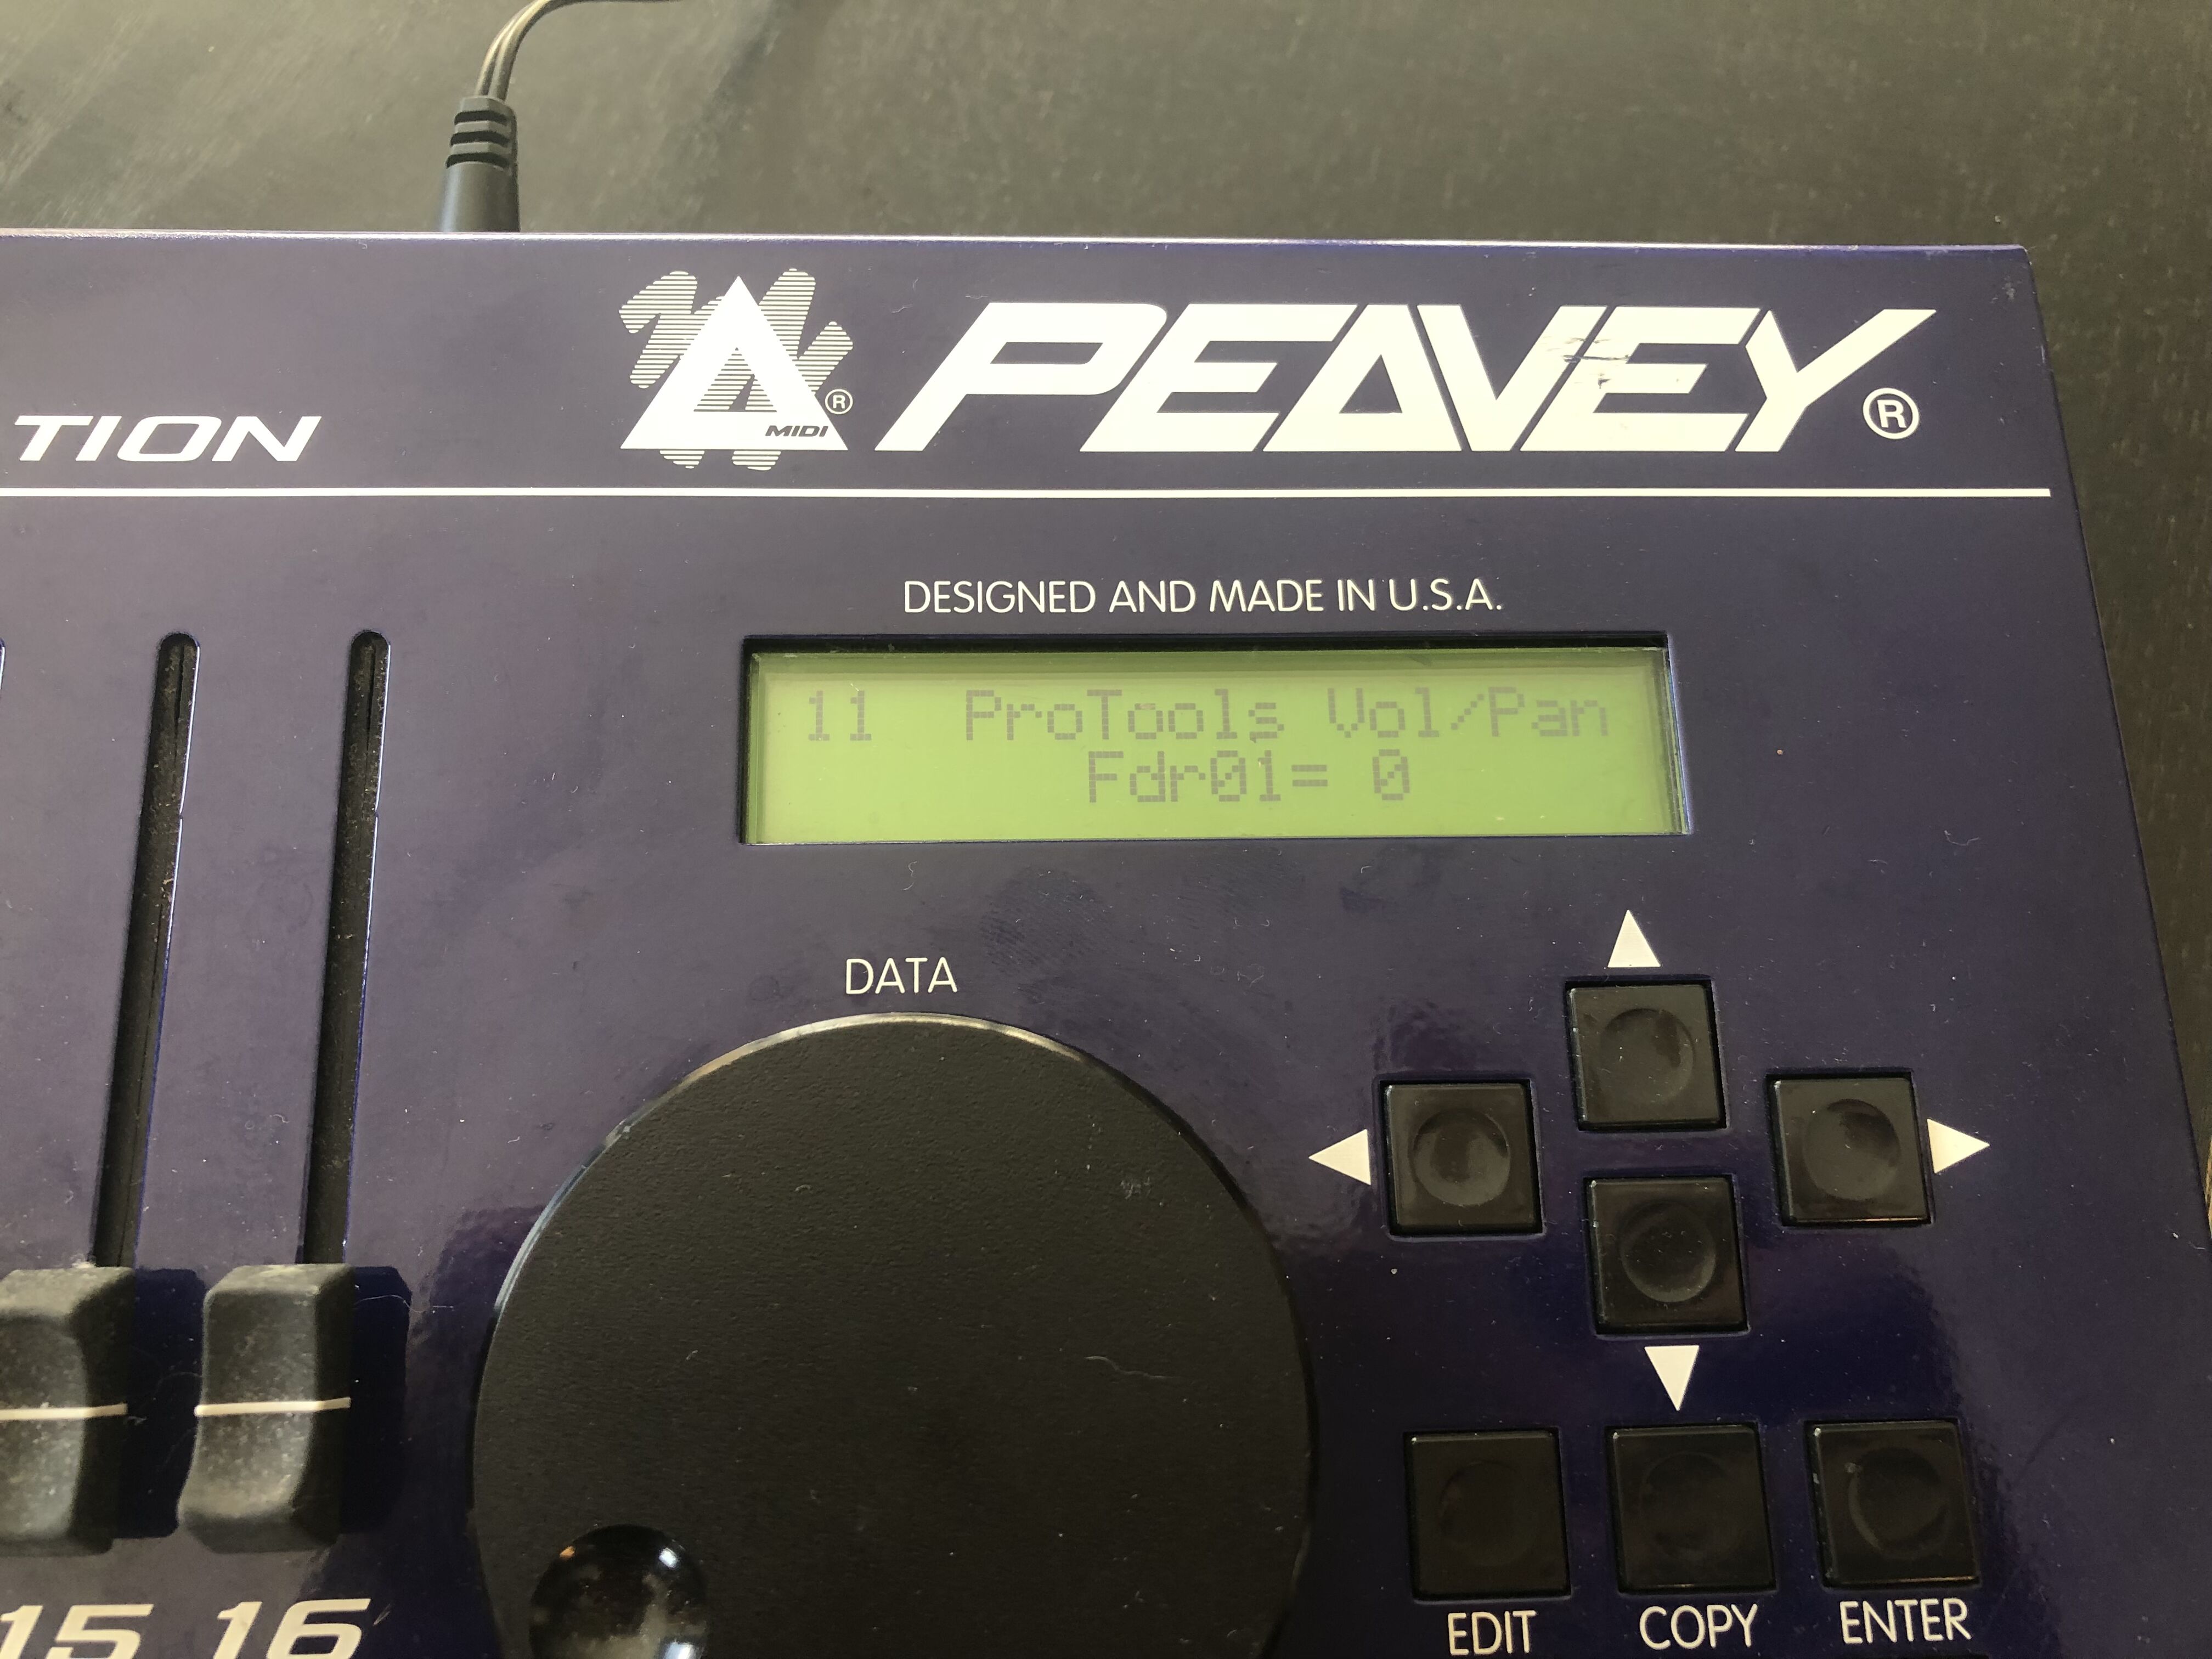 TION
MIDI ® PEAVEY®
DESIGNED AND MADE IN U.S.A.
11 ProTools Vol/Pan
Fdr01= 0
DATA
15 16
EDIT COPY ENTER